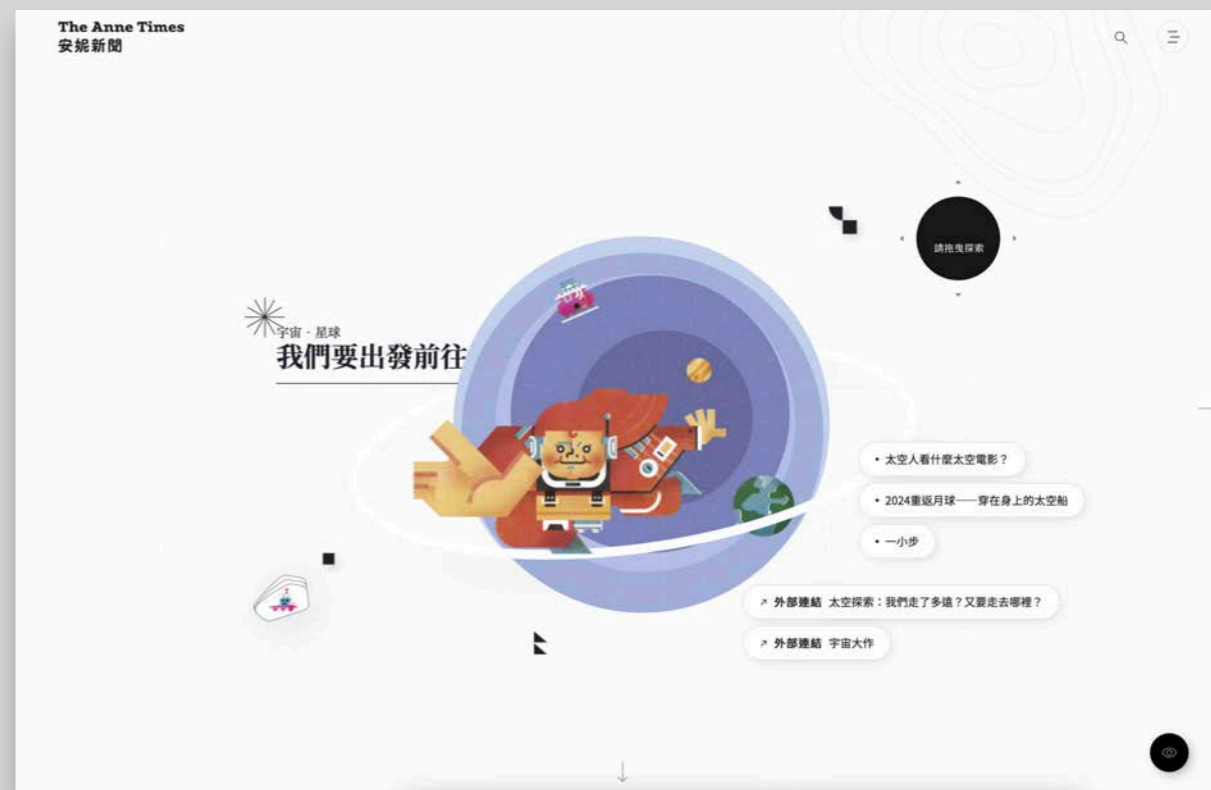 The Anne Times
安妮新聞
請拖曳探索
宇宙・星球
我們要出發前往
太空人看什麼太空電影？
2024重返月球──穿在身上的太空船
一小步
外部連結 太空探索：我們走了多遠？又要走去哪裡？
外部連結 宇宙大作